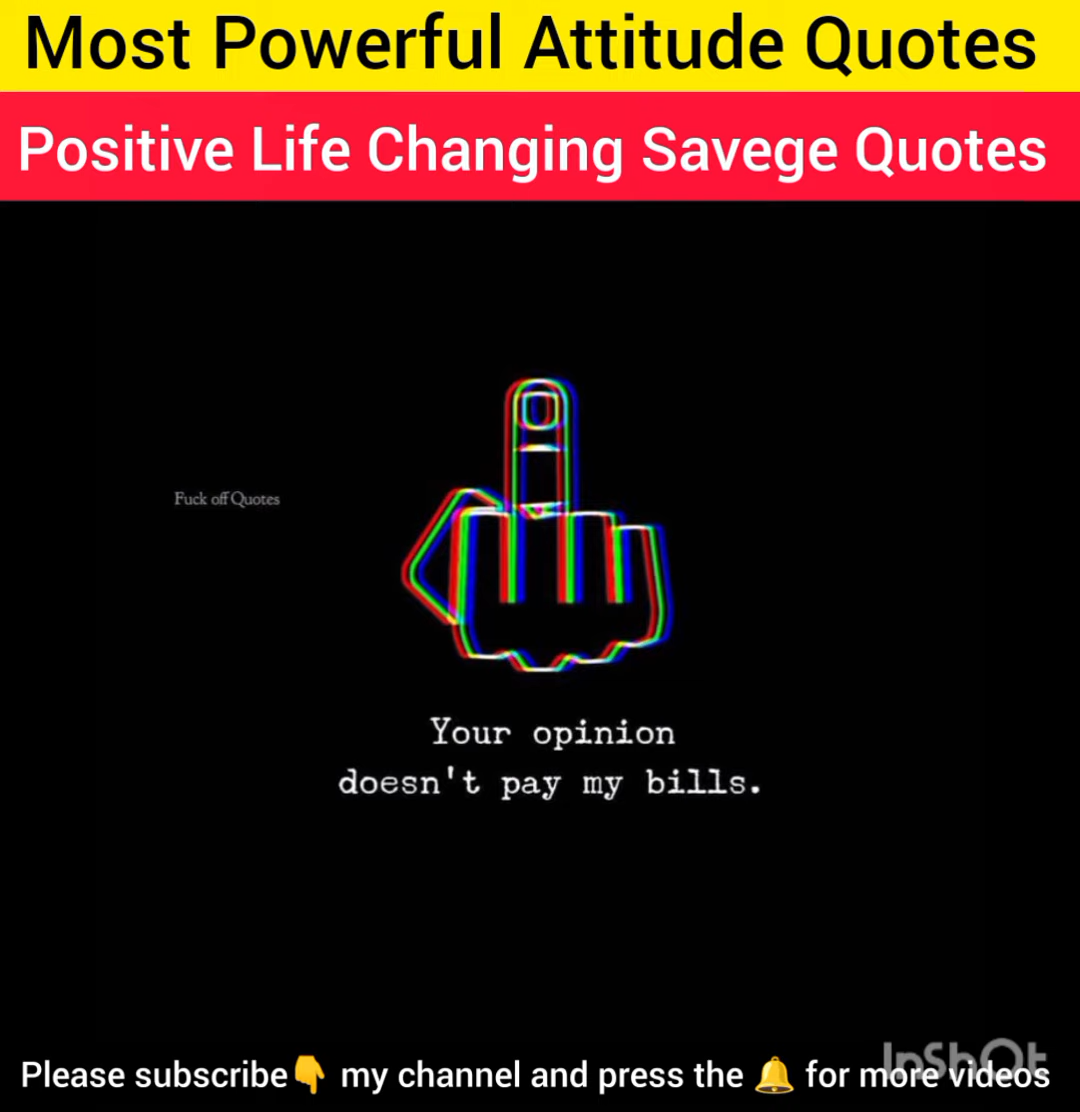 Most Powerful Attitude Quotes
Positive Life Changing Savege Quotes
Fuck off Quotes
Your opinion
doesn't pay my bills.
InShOt
Please subscribe👇 my channel and press the 🔔 for more videos